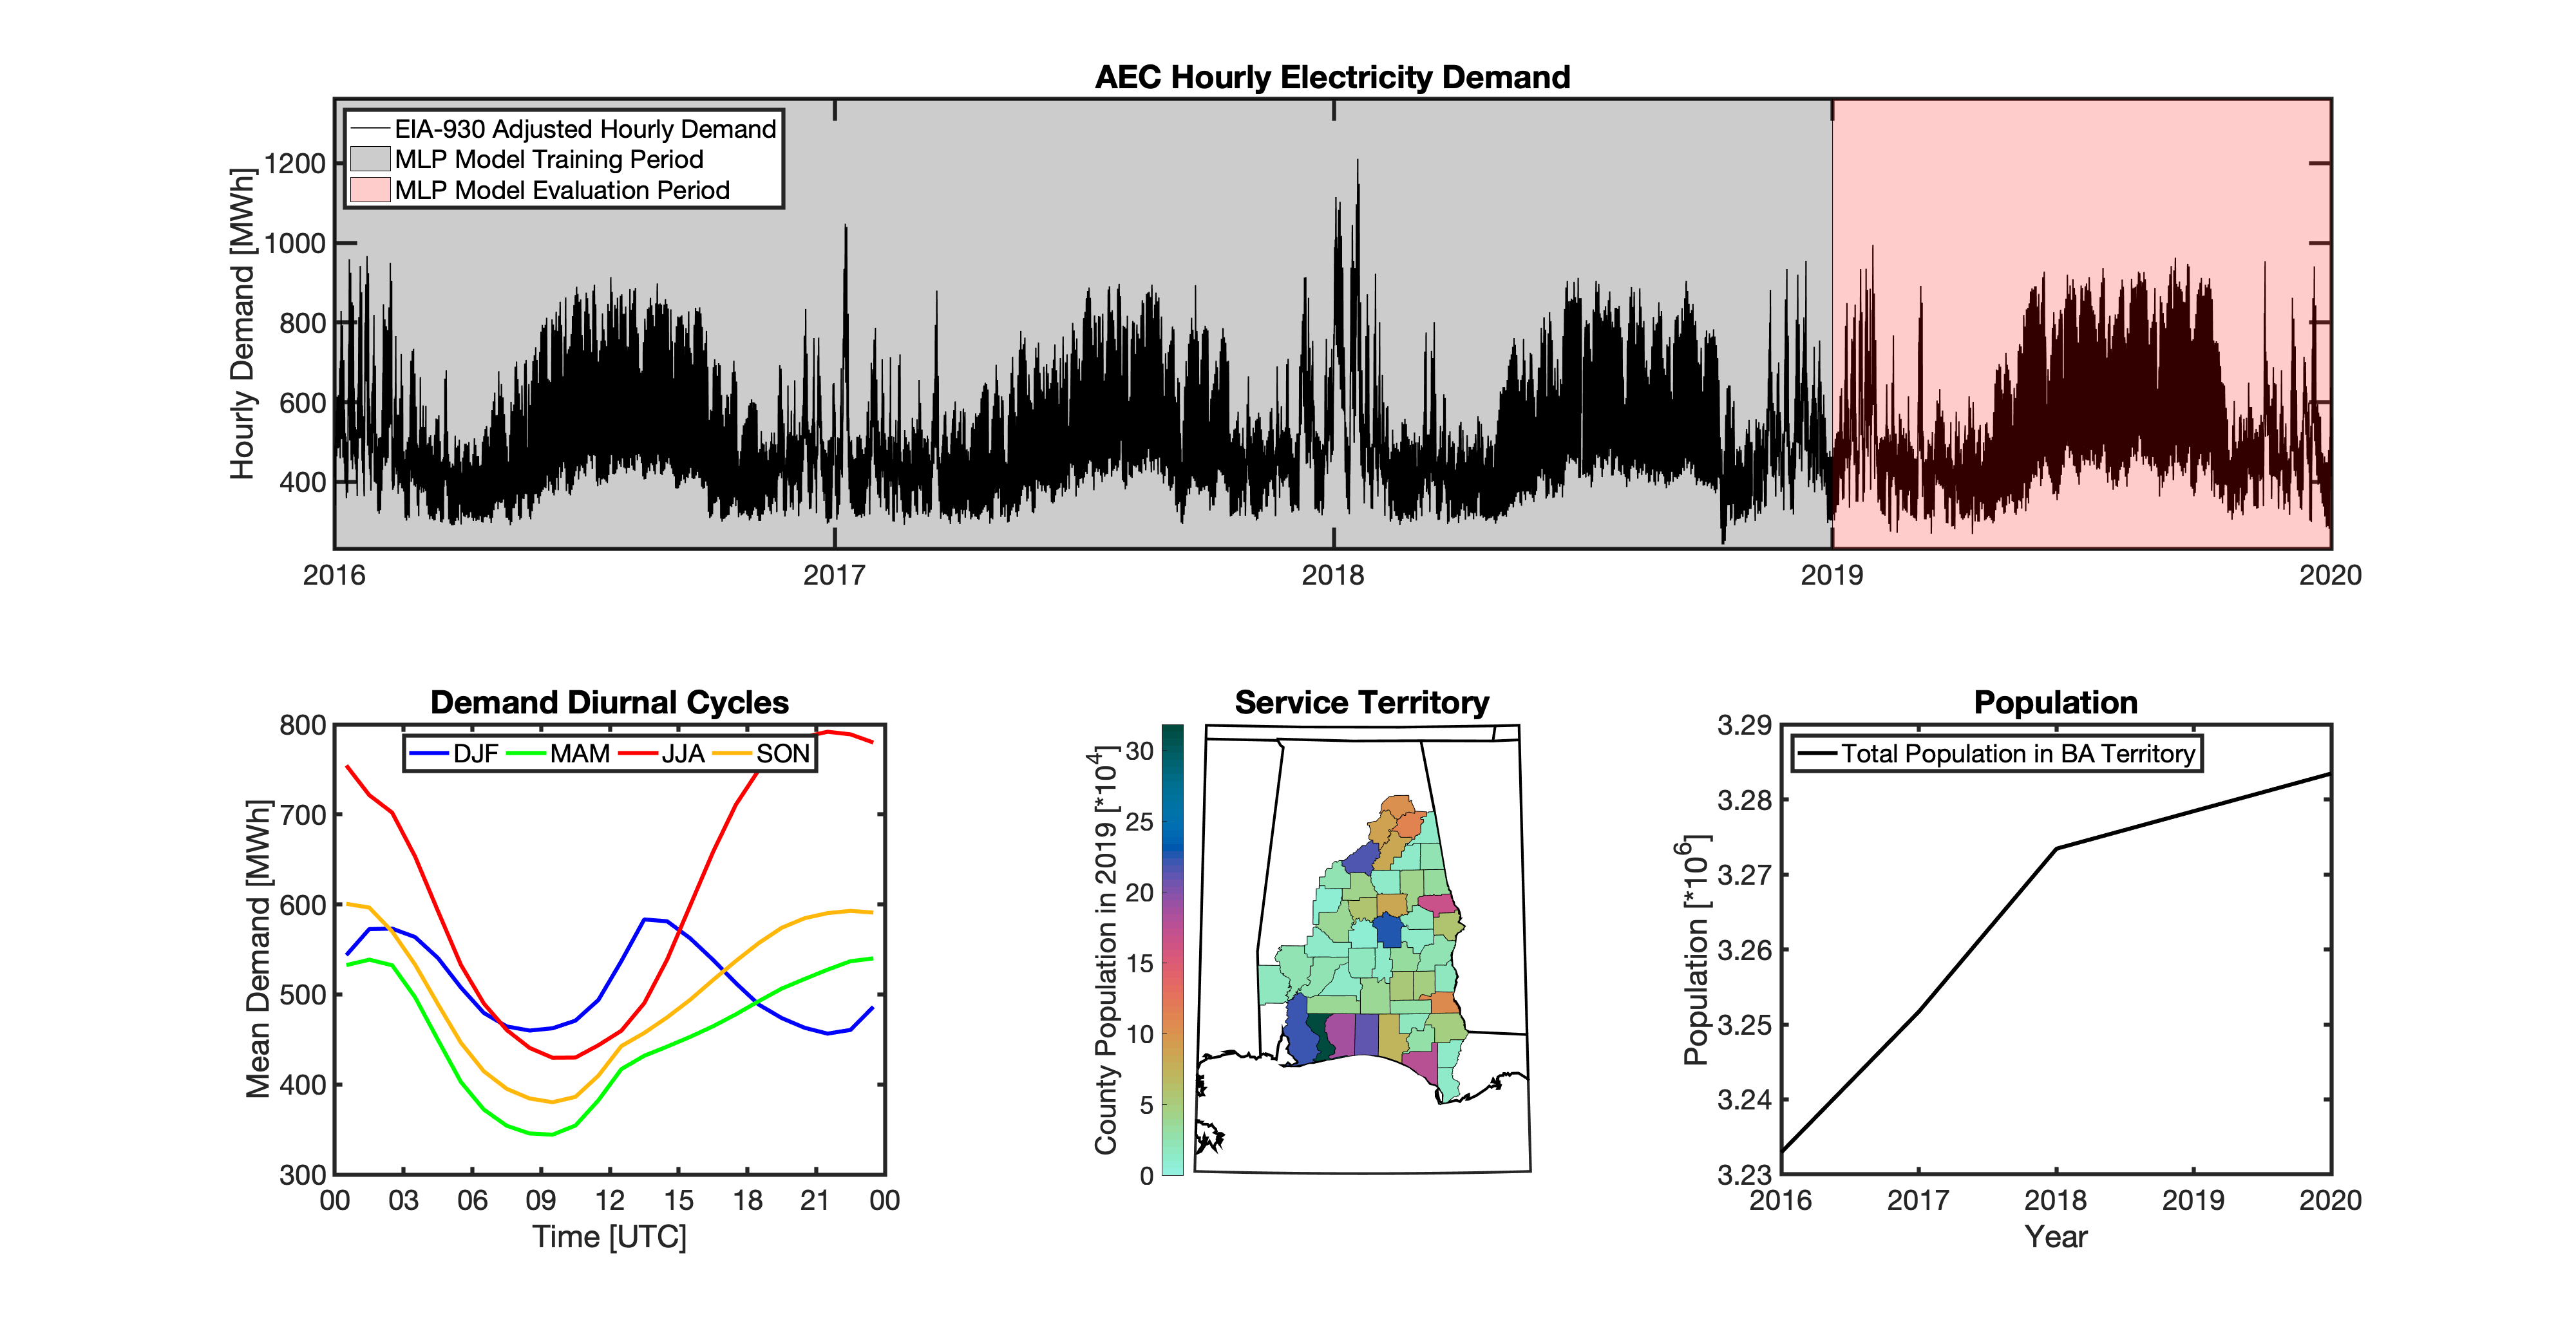 AEC Hourly Electricity Demand
EIA-930 Adjusted Hourly Demand
MLP Model Training Period
MLP Model Evaluation Period
Hourly Demand [MWh]
1200
1000
800
600
400
2016 2017 2018 2019 2020
Demand Diurnal Cycles
DJF MAM JJA SON
Mean Demand [MWh]
800
700
600
500
400
300
00 03 06 09 12 15 18 21 00
Time [UTC]
Service Territory
County Population in 2019 [*10^4]
30
25
20
15
10
5
0
Population
Total Population in BA Territory
Population [*10^6]
3.29
3.28
3.27
3.26
3.25
3.24
3.23
2016 2017 2018 2019 2020
Year